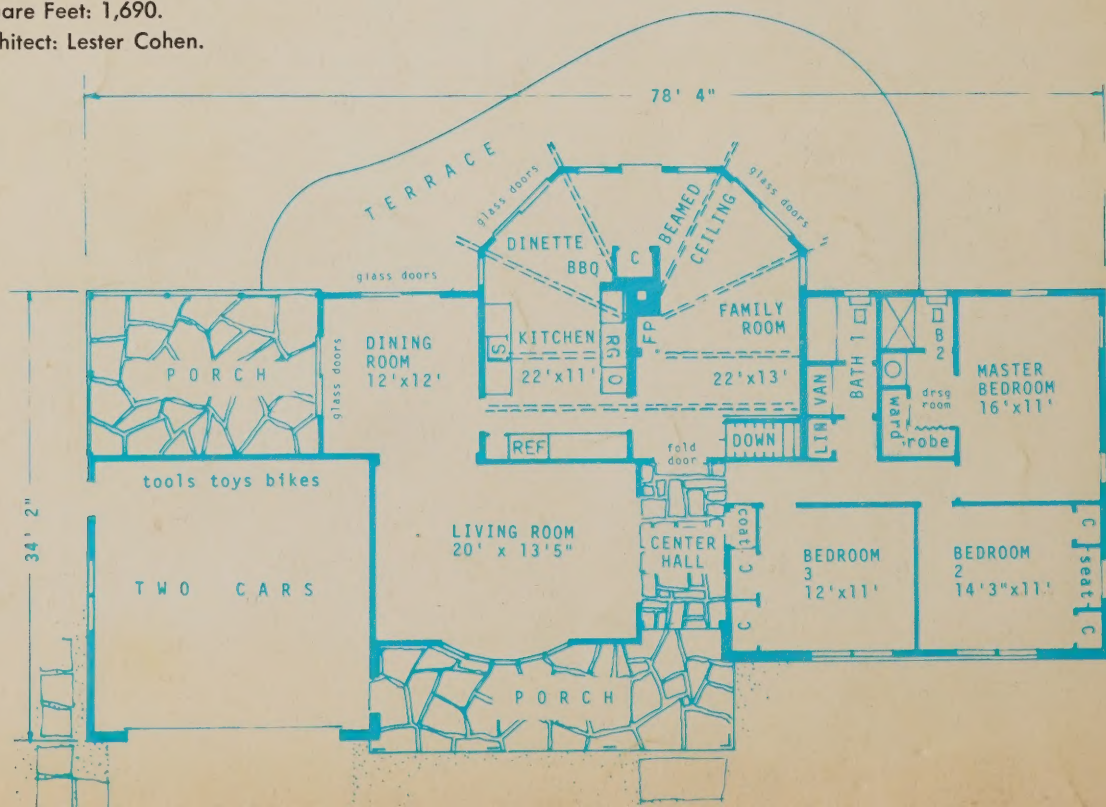 are Feet: 1,690.
hitect: Lester Cohen.
78' 4"
TERRACE
glass doors
glass doors
DINETTE
BBQ
C
BEAMED
CEILING
glass doors
glass doors
PORCH
DINING
ROOM
12'x12'
S
KITCHEN
22'x11'
RG
O
FP
FAMILY
ROOM
22'x13'
VAN
LIN
BATH 1
B
2
drsg
room
ward
robe
MASTER
BEDROOM
16'x11'
REF
fold
door
DOWN
34' 2"
tools toys bikes
TWO CARS
LIVING ROOM
20' x 13'5"
CENTER
HALL
coat
C
C
BEDROOM
3
12'x11'
BEDROOM
2
14'3"x11'
C
seat
C
PORCH